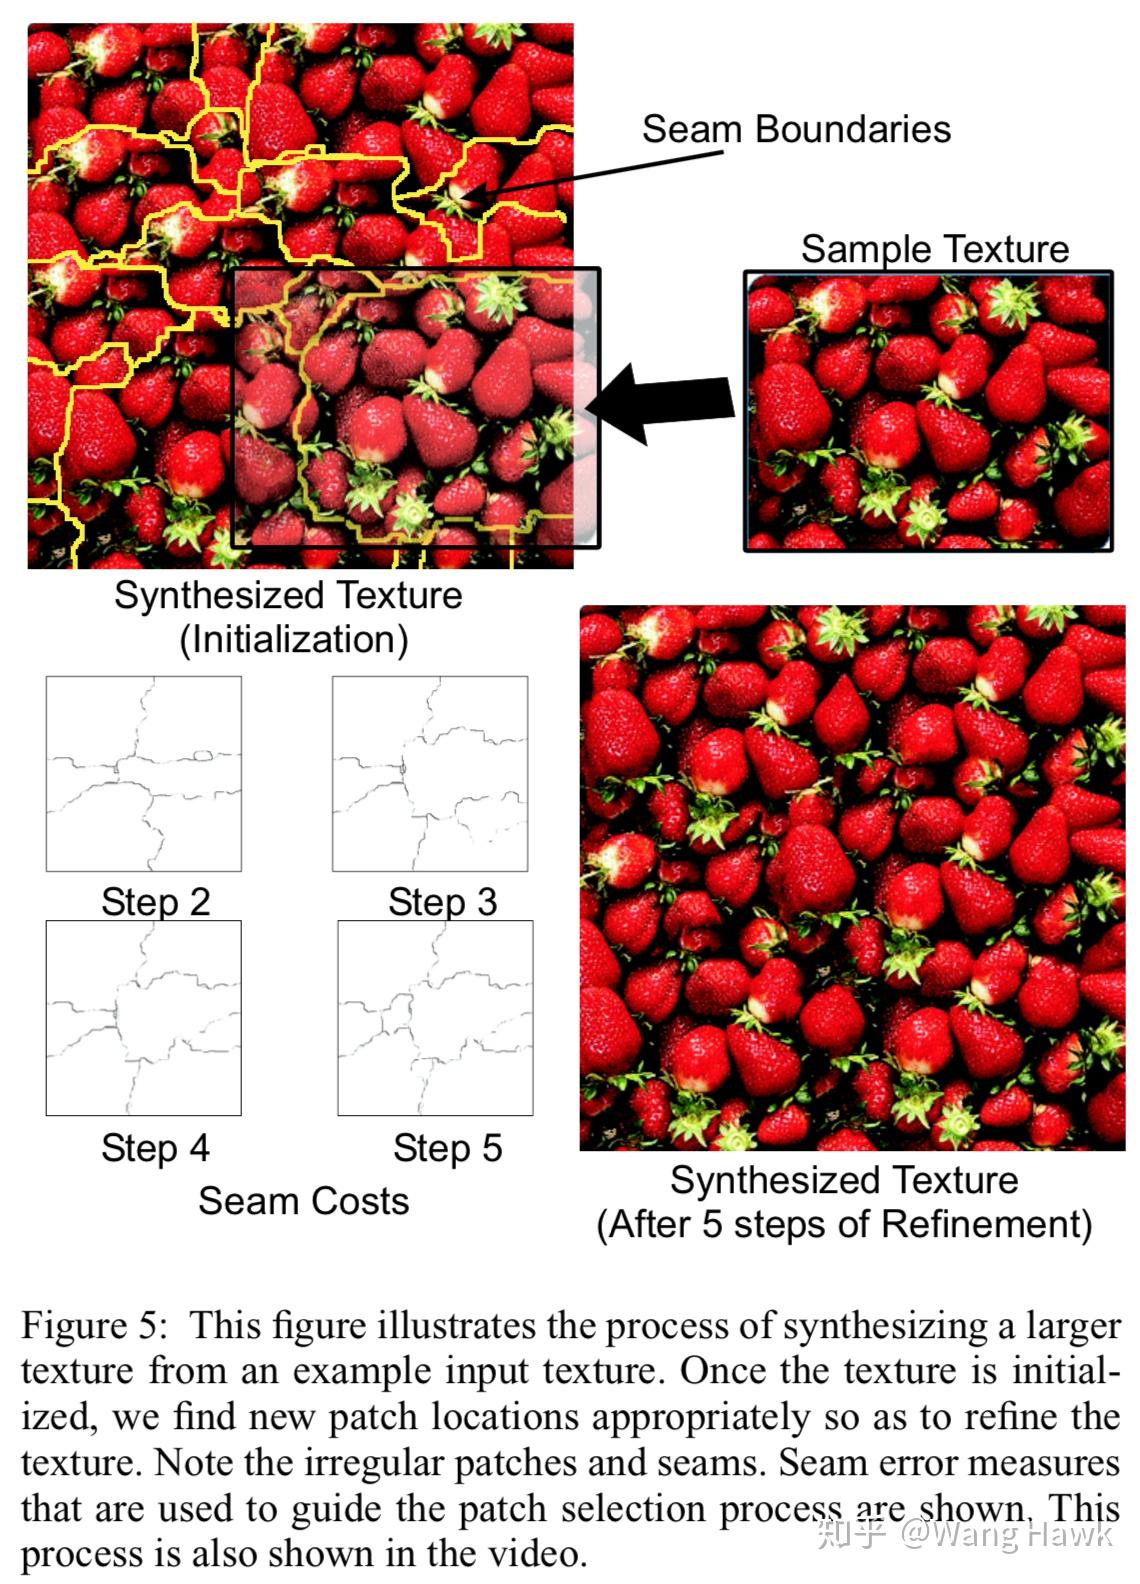 Seam Boundaries
Sample Texture
Synthesized Texture
(Initialization)
Step 2
Step 3
Step 4
Step 5
Seam Costs
Synthesized Texture
(After 5 steps of Refinement)
Figure 5: This figure illustrates the process of synthesizing a larger
texture from an example input texture. Once the texture is initial-
ized, we find new patch locations appropriately so as to refine the
texture. Note the irregular patches and seams. Seam error measures
that are used to guide the patch selection process are shown. This
process is also shown in the video.
知乎 @Wang Hawk